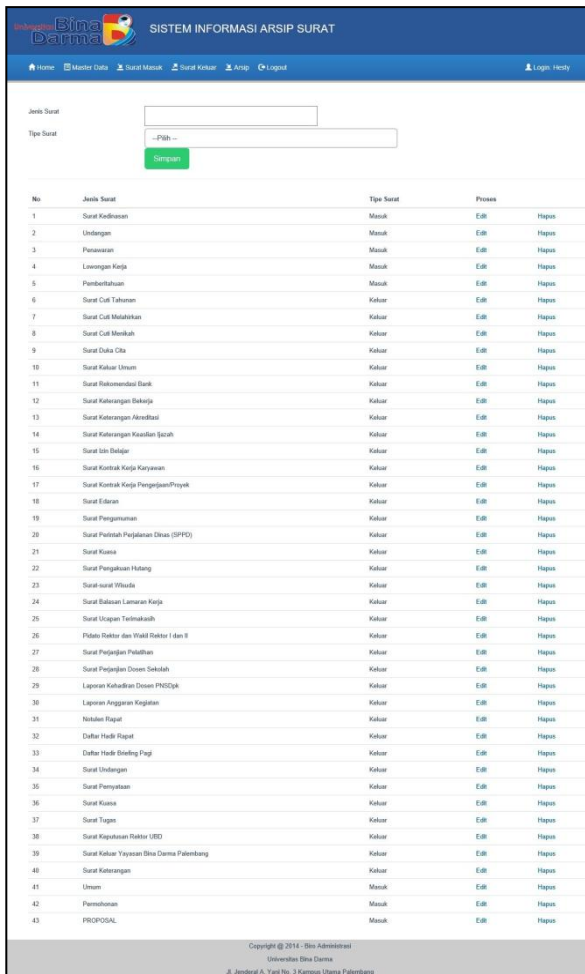 Universitas Bina Darma
SISTEM INFORMASI ARSIP SURAT
Home Master Data Surat Masuk Surat Keluar Arsip Logout Login: Hesty
Jenis Surat
Tipe Surat --Pilih --
Simpan
No Jenis Surat Tipe Surat Proses
1 Surat Kedinasan Masuk Edit Hapus
2 Undangan Masuk Edit Hapus
3 Penawaran Masuk Edit Hapus
4 Lowongan Kerja Masuk Edit Hapus
5 Pemberitahuan Masuk Edit Hapus
6 Surat Cuti Tahunan Keluar Edit Hapus
7 Surat Cuti Melahirkan Keluar Edit Hapus
8 Surat Cuti Menikah Keluar Edit Hapus
9 Surat Duka Cita Keluar Edit Hapus
10 Surat Keluar Umum Keluar Edit Hapus
11 Surat Rekomendasi Bank Keluar Edit Hapus
12 Surat Keterangan Bekerja Keluar Edit Hapus
13 Surat Keterangan Akreditasi Keluar Edit Hapus
14 Surat Keterangan Keaslian Ijazah Keluar Edit Hapus
15 Surat Izin Belajar Keluar Edit Hapus
16 Surat Kontrak Kerja Karyawan Keluar Edit Hapus
17 Surat Kontrak Kerja Pengerjaan/Proyek Keluar Edit Hapus
18 Surat Edaran Keluar Edit Hapus
19 Surat Pengumuman Keluar Edit Hapus
20 Surat Perintah Perjalanan Dinas (SPPD) Keluar Edit Hapus
21 Surat Kuasa Keluar Edit Hapus
22 Surat Pengakuan Hutang Keluar Edit Hapus
23 Surat-surat Wisuda Keluar Edit Hapus
24 Surat Balasan Lamaran Kerja Keluar Edit Hapus
25 Surat Ucapan Terimakasih Keluar Edit Hapus
26 Pidato Rektor dan Wakil Rektor I dan II Keluar Edit Hapus
27 Surat Perjanjian Pelatihan Keluar Edit Hapus
28 Surat Perjanjian Dosen Sekolah Keluar Edit Hapus
29 Laporan Kehadiran Dosen PNSDpk Keluar Edit Hapus
30 Laporan Anggaran Kegiatan Keluar Edit Hapus
31 Notulen Rapat Keluar Edit Hapus
32 Daftar Hadir Rapat Keluar Edit Hapus
33 Daftar Hadir Briefing Pagi Keluar Edit Hapus
34 Surat Undangan Keluar Edit Hapus
35 Surat Pernyataan Keluar Edit Hapus
36 Surat Kuasa Keluar Edit Hapus
37 Surat Tugas Keluar Edit Hapus
38 Surat Keputusan Rektor UBD Keluar Edit Hapus
39 Surat Keluar Yayasan Bina Darma Palembang Keluar Edit Hapus
40 Surat Keterangan Keluar Edit Hapus
41 Umum Masuk Edit Hapus
42 Permohonan Masuk Edit Hapus
43 PROPOSAL Masuk Edit Hapus
Copyright @ 2014 - Biro Administrasi
Universitas Bina Darma
Jl. Jenderal A. Yani No. 3 Kampus Utama Palembang